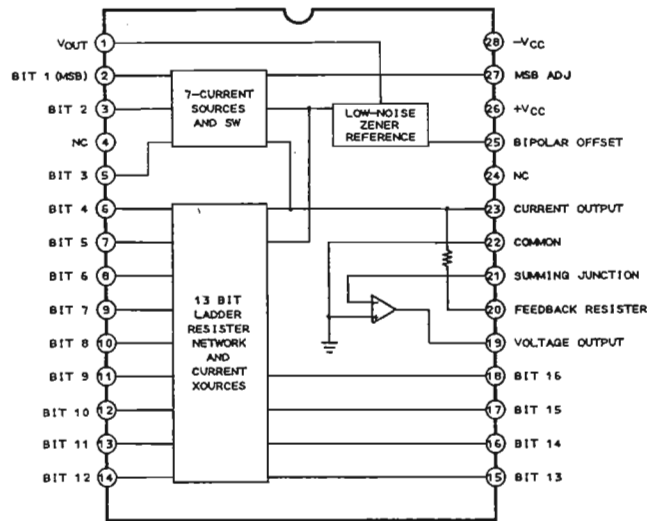 VOUT 1
BIT 1 (MSB) 2
BIT 2 3
NC 4
BIT 3 5
BIT 4 6
BIT 5 7
BIT 6 8
BIT 7 9
BIT 8 10
BIT 9 11
BIT 10 12
BIT 11 13
BIT 12 14
7-CURRENT
SOURCES
AND SW
LOW-NOISE
ZENER
REFERENCE
13 BIT
LADDER
RESISTER
NETWORK
AND
CURRENT
XOURCES
28 -VCC
27 MSB ADJ
26 +VCC
25 BIPOLAR OFFSET
24 NC
23 CURRENT OUTPUT
22 COMMON
21 SUMMING JUNCTION
20 FEEDBACK RESISTER
19 VOLTAGE OUTPUT
18 BIT 16
17 BIT 15
16 BIT 14
15 BIT 13